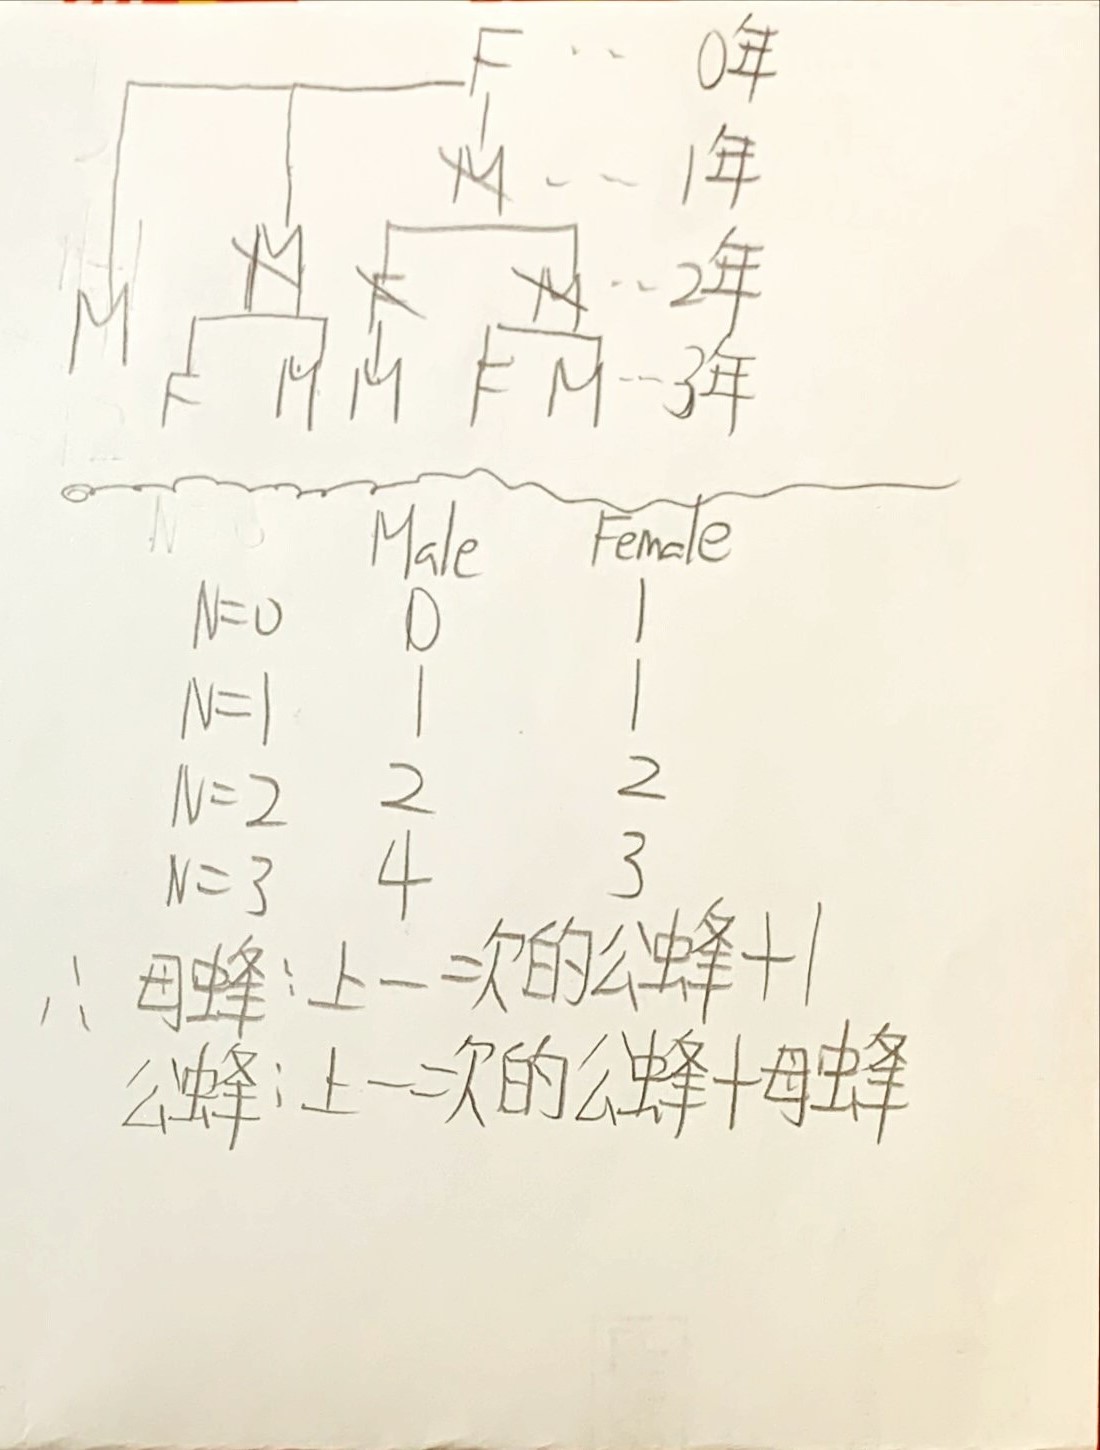 F ‥ 0年
M -- 1年
M M F M ‥ 2年
F M M F M -- 3年
Male Female
N=0 0 1
N=1 1 1
N=2 2 2
N=3 4 3
八 母蜂:上一次的公蜂+1
公蜂:上一次的公蜂+母蜂